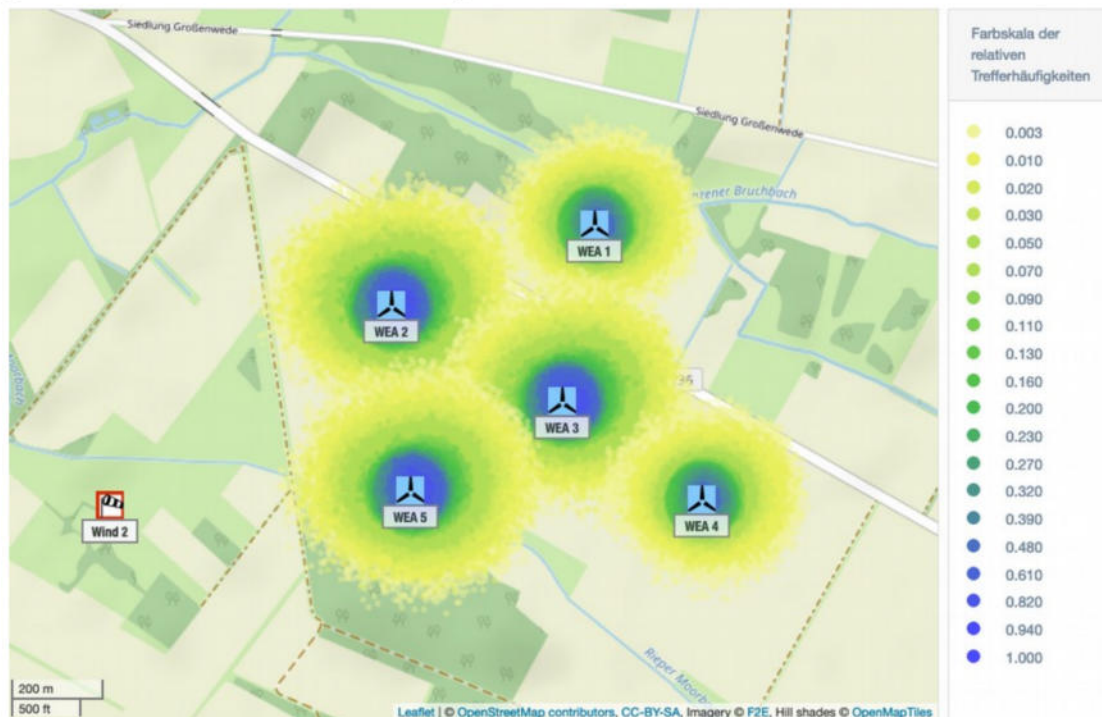 Siedlung Großenwede
Siedlung Großenwede
zener Bruchbach
WEA 1
WEA 2
WEA 3
WEA 5
WEA 4
Wind 2
Rieper Moorb
200 m
500 ft
Leaflet | © OpenStreetMap contributors, CC-BY-SA, Imagery © F2E, Hill shades © OpenMapTiles
Farbskala der
relativen
Trefferhäufigkeiten
0.003
0.010
0.020
0.030
0.050
0.070
0.090
0.110
0.130
0.160
0.200
0.230
0.270
0.320
0.390
0.480
0.610
0.820
0.940
1.000